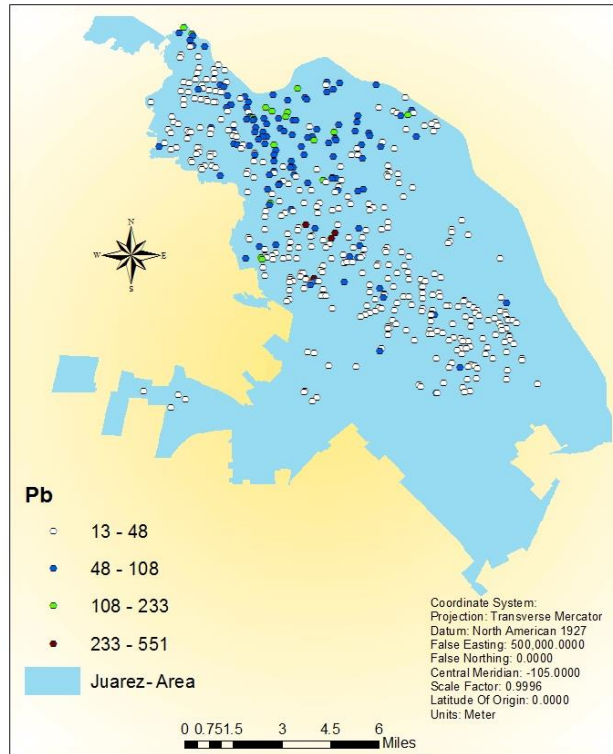 N
W E
S
Pb
13 - 48
48 - 108
108 - 233
233 - 551
Juarez- Area
Coordinate System:
Projection: Transverse Mercator
Datum: North American 1927
False Easting: 500,000.0000
False Northing: 0.0000
Central Meridian: -105.0000
Scale Factor: 0.9996
Latitude Of Origin: 0.0000
Units: Meter
0 0.751.5 3 4.5 6
Miles